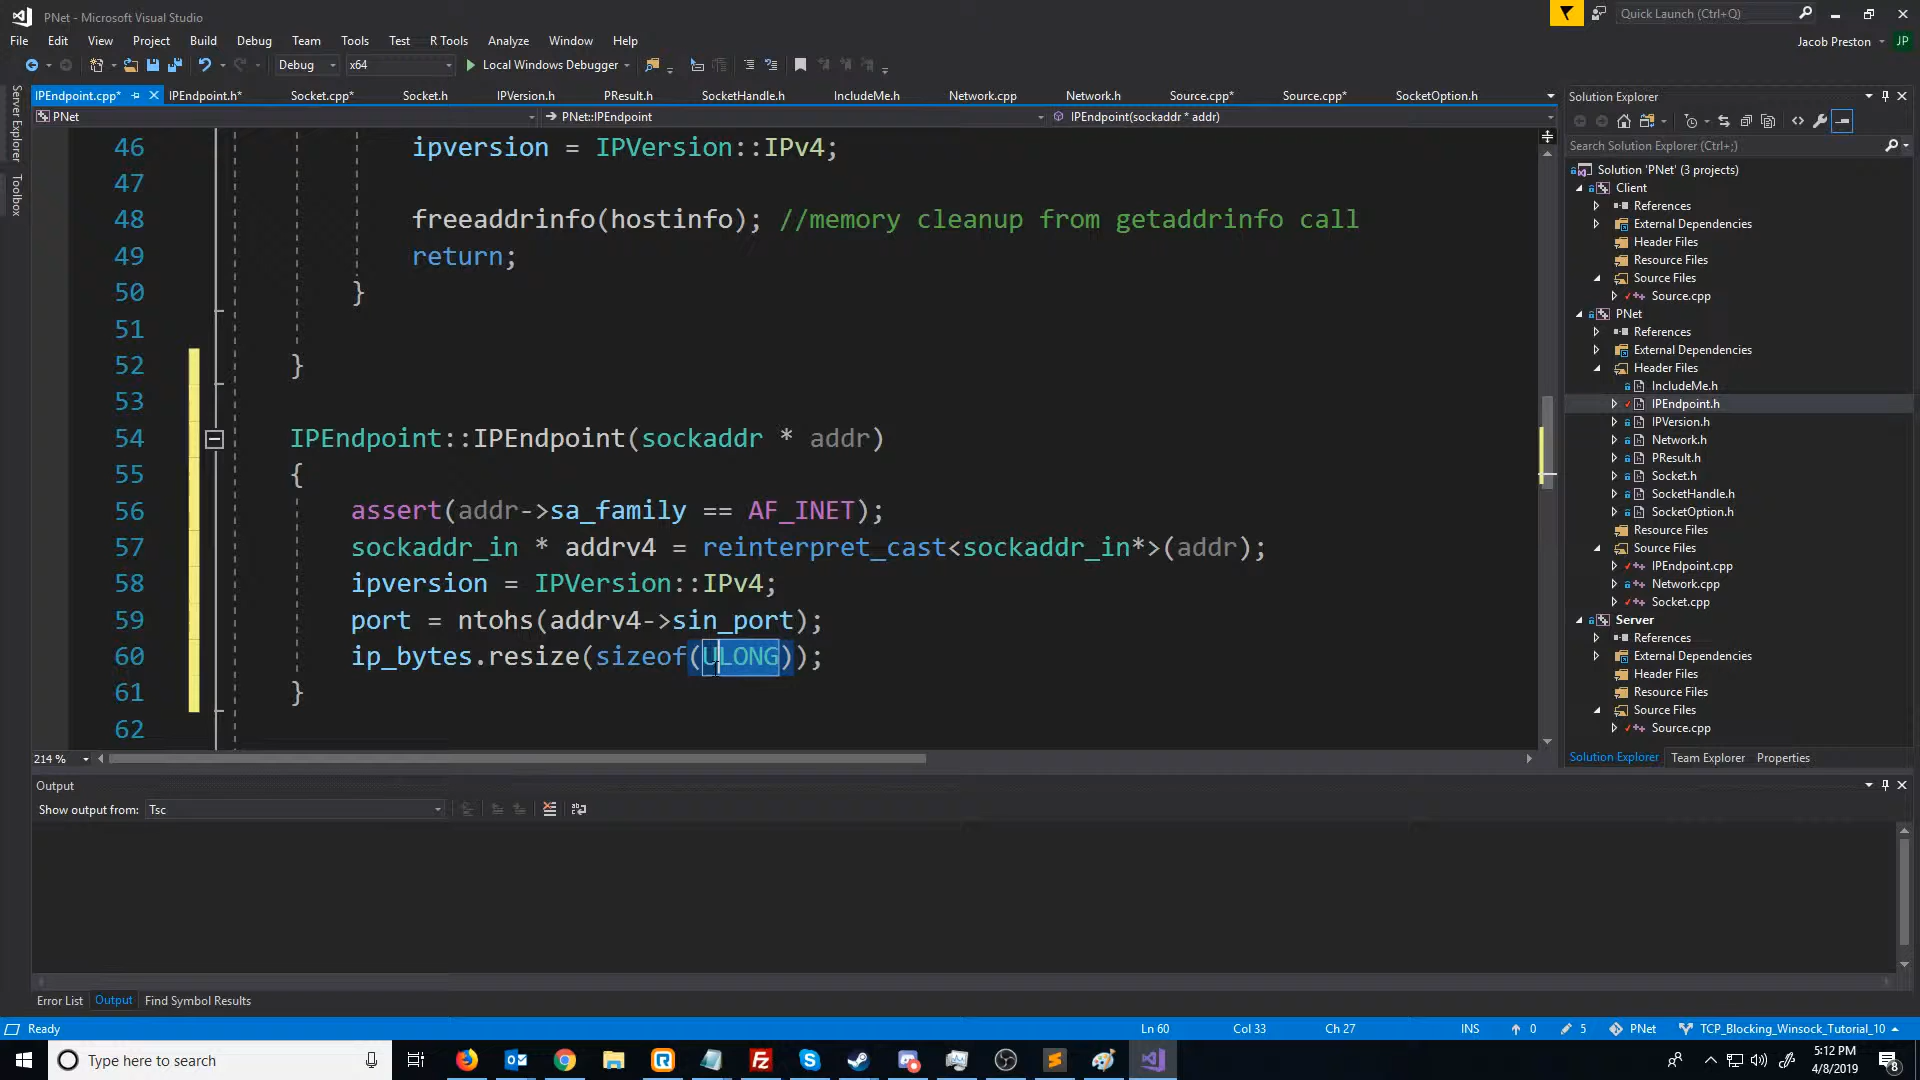 PNet - Microsoft Visual Studio
Quick Launch (Ctrl+Q)
File Edit View Project Build Debug Team Tools Test R Tools Analyze Window Help
Jacob Preston JP
Debug x64 Local Windows Debugger
Server Explorer
Toolbox
IPEndpoint.cpp* IPEndpoint.h* Socket.cpp* Socket.h IPVersion.h PResult.h SocketHandle.h IncludeMe.h Network.cpp Network.h Source.cpp* Source.cpp* SocketOption.h
PNet PNet::IPEndpoint IPEndpoint(sockaddr * addr)
46 ipversion = IPVersion::IPv4;
47
48 freeaddrinfo(hostinfo); //memory cleanup from getaddrinfo call
49 return;
50 }
51
52 }
53
54 IPEndpoint::IPEndpoint(sockaddr * addr)
55 {
56 assert(addr->sa_family == AF_INET);
57 sockaddr_in * addrv4 = reinterpret_cast<sockaddr_in*>(addr);
58 ipversion = IPVersion::IPv4;
59 port = ntohs(addrv4->sin_port);
60 ip_bytes.resize(sizeof(ULONG));
61 }
62
214 %
Solution Explorer
Search Solution Explorer (Ctrl+;)
Solution 'PNet' (3 projects)
Client
References
External Dependencies
Header Files
Resource Files
Source Files
Source.cpp
PNet
References
External Dependencies
Header Files
IncludeMe.h
IPEndpoint.h
IPVersion.h
Network.h
PResult.h
Socket.h
SocketHandle.h
SocketOption.h
Resource Files
Source Files
IPEndpoint.cpp
Network.cpp
Socket.cpp
Server
References
External Dependencies
Header Files
Resource Files
Source Files
Source.cpp
Solution Explorer Team Explorer Properties
Output
Show output from: Tsc
Error List Output Find Symbol Results
Ready Ln 60 Col 33 Ch 27 INS 0 5 PNet TCP_Blocking_Winsock_Tutorial_10
Type here to search
5:12 PM
4/8/2019
8